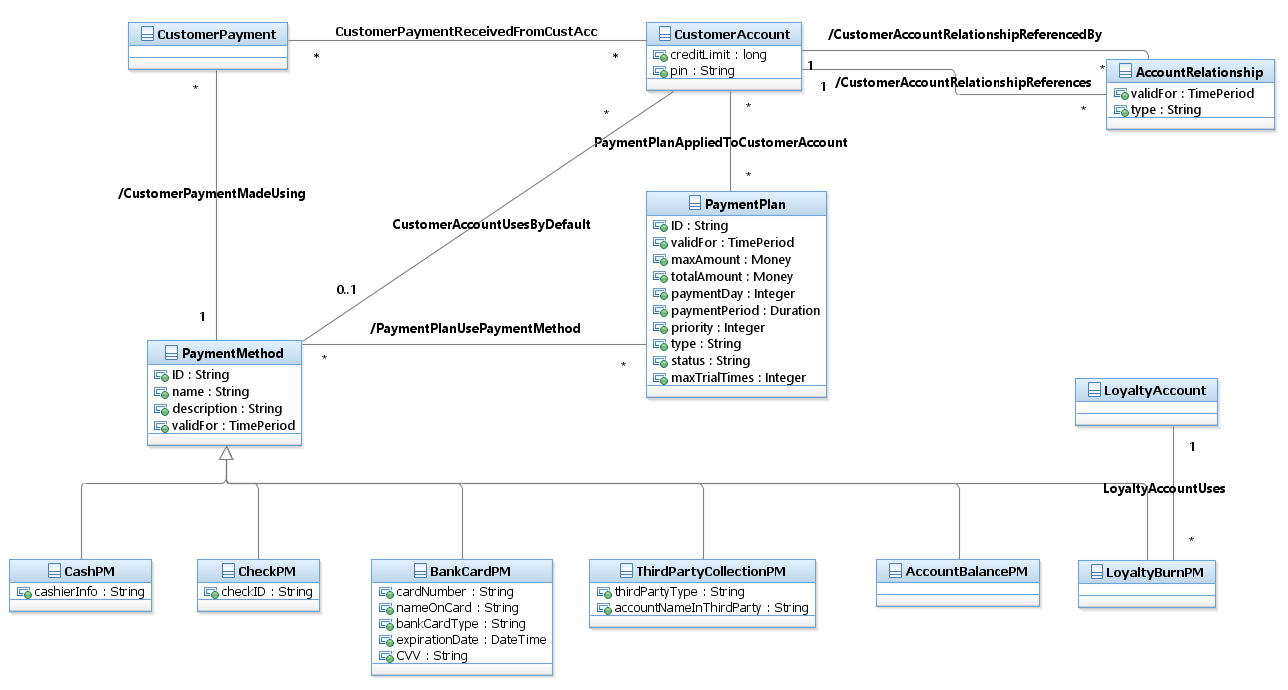 CustomerPayment
CustomerPaymentReceivedFromCustAcc
*
*
CustomerAccount
creditLimit : long
pin : String
/CustomerAccountRelationshipReferencedBy
1
*
/CustomerAccountRelationshipReferences
1
*
AccountRelationship
validFor : TimePeriod
type : String
*
/CustomerPaymentMadeUsing
1
*
CustomerAccountUsesByDefault
0..1
*
PaymentPlanAppliedToCustomerAccount
*
PaymentPlan
ID : String
validFor : TimePeriod
maxAmount : Money
totalAmount : Money
paymentDay : Integer
paymentPeriod : Duration
priority : Integer
type : String
status : String
maxTrialTimes : Integer
/PaymentPlanUsePaymentMethod
*
*
PaymentMethod
ID : String
name : String
description : String
validFor : TimePeriod
LoyaltyAccount
1
LoyaltyAccountUses
*
CashPM
cashierInfo : String
CheckPM
checkID : String
BankCardPM
cardNumber : String
nameOnCard : String
bankCardType : String
expirationDate : DateTime
CVV : String
ThirdPartyCollectionPM
thirdPartyType : String
accountNameInThirdParty : String
AccountBalancePM
LoyaltyBurnPM